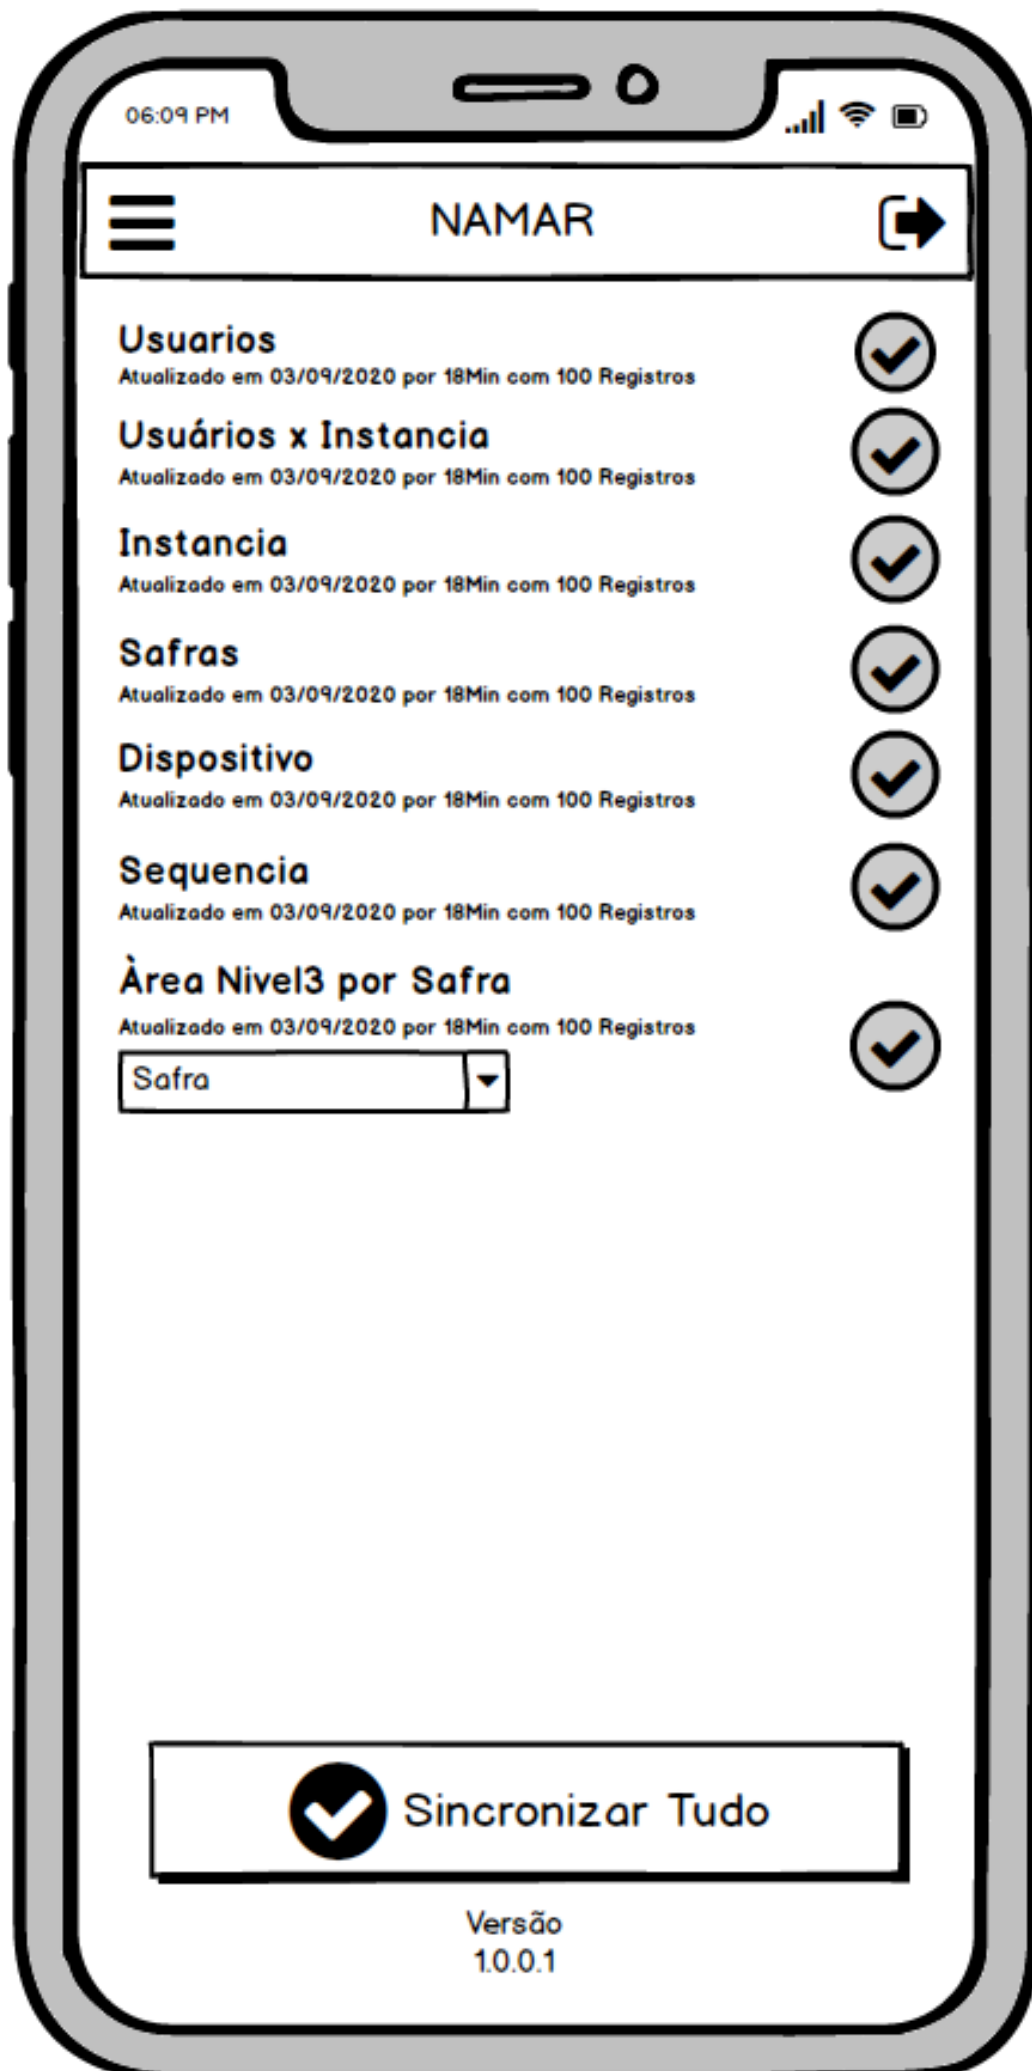 06:09 PM
NAMAR
Usuarios
Atualizado em 03/09/2020 por 18Min com 100 Registros
Usuários x Instancia
Atualizado em 03/09/2020 por 18Min com 100 Registros
Instancia
Atualizado em 03/09/2020 por 18Min com 100 Registros
Safras
Atualizado em 03/09/2020 por 18Min com 100 Registros
Dispositivo
Atualizado em 03/09/2020 por 18Min com 100 Registros
Sequencia
Atualizado em 03/09/2020 por 18Min com 100 Registros
Àrea Nivel3 por Safra
Atualizado em 03/09/2020 por 18Min com 100 Registros
Safra
Sincronizar Tudo
Versão
1.0.0.1